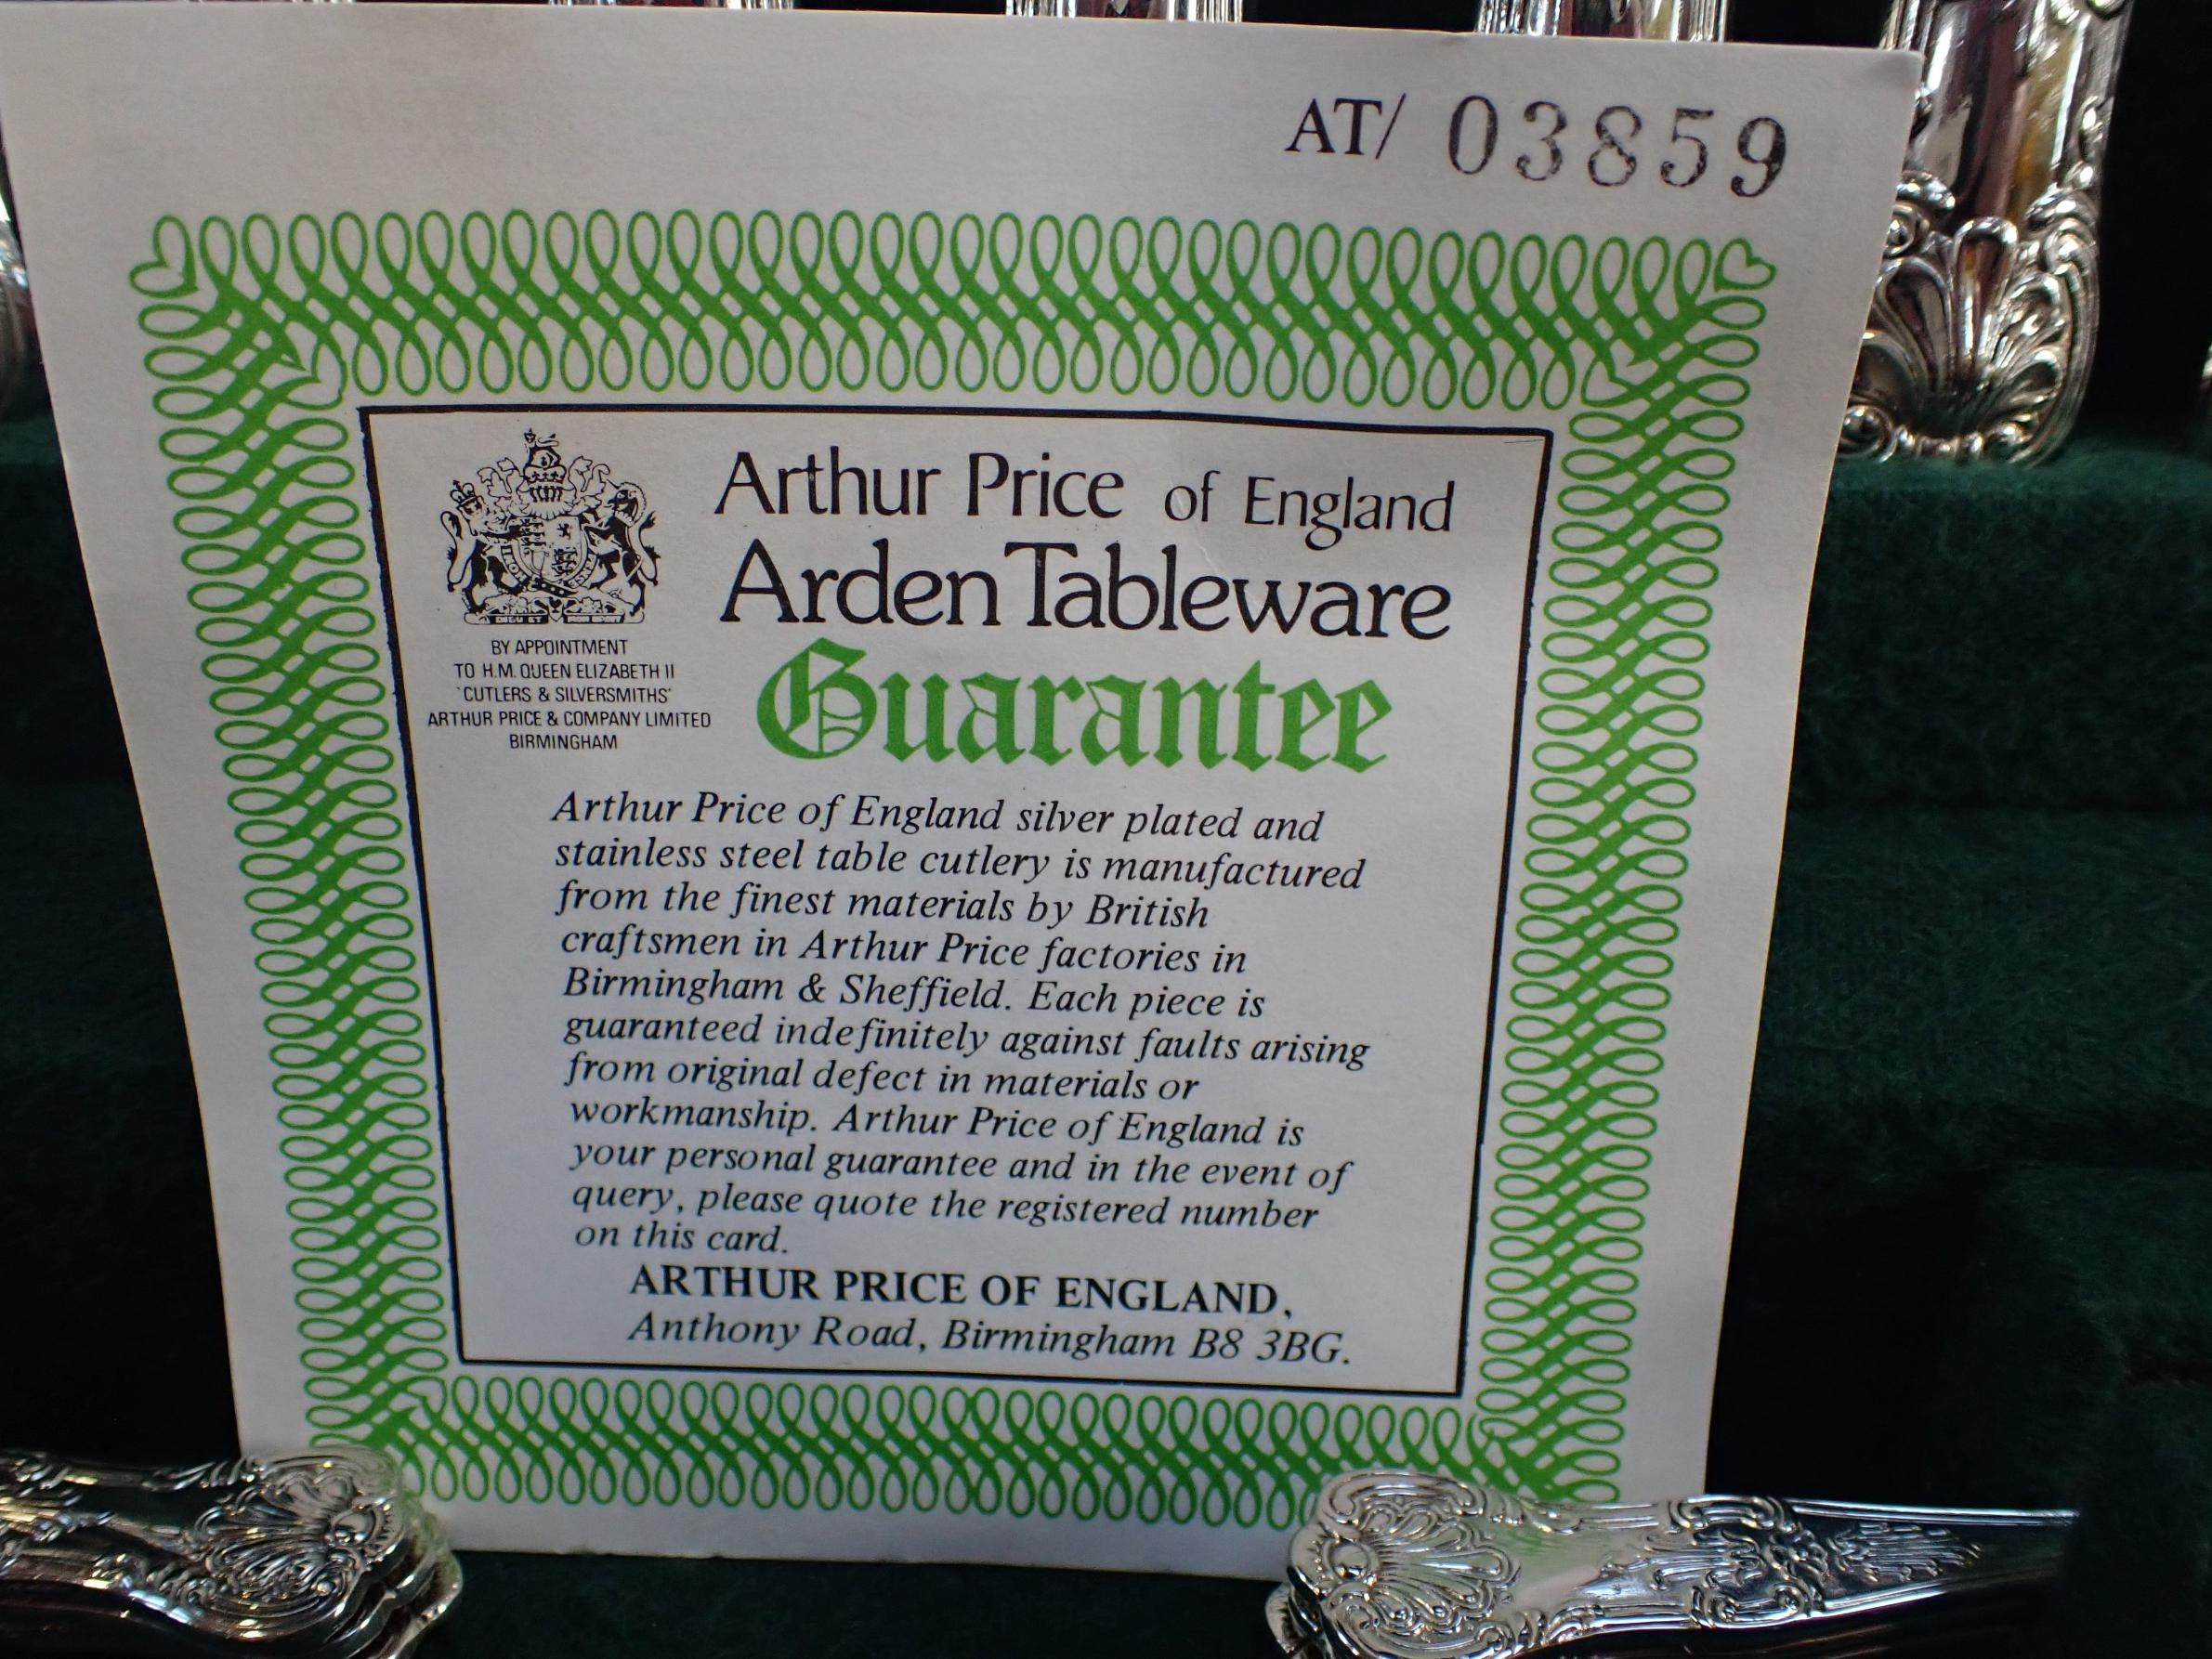 AT/ 03859
Arthur Price of England
Arden Tableware
Guarantee
BY APPOINTMENT
TO H.M. QUEEN ELIZABETH II
'CUTLERS & SILVERSMITHS'
ARTHUR PRICE & COMPANY LIMITED
BIRMINGHAM
Arthur Price of England silver plated and
stainless steel table cutlery is manufactured
from the finest materials by British
craftsmen in Arthur Price factories in
Birmingham & Sheffield. Each piece is
guaranteed indefinitely against faults arising
from original defect in materials or
workmanship. Arthur Price of England is
your personal guarantee and in the event of
query, please quote the registered number
on this card.
ARTHUR PRICE OF ENGLAND,
Anthony Road, Birmingham B8 3BG.